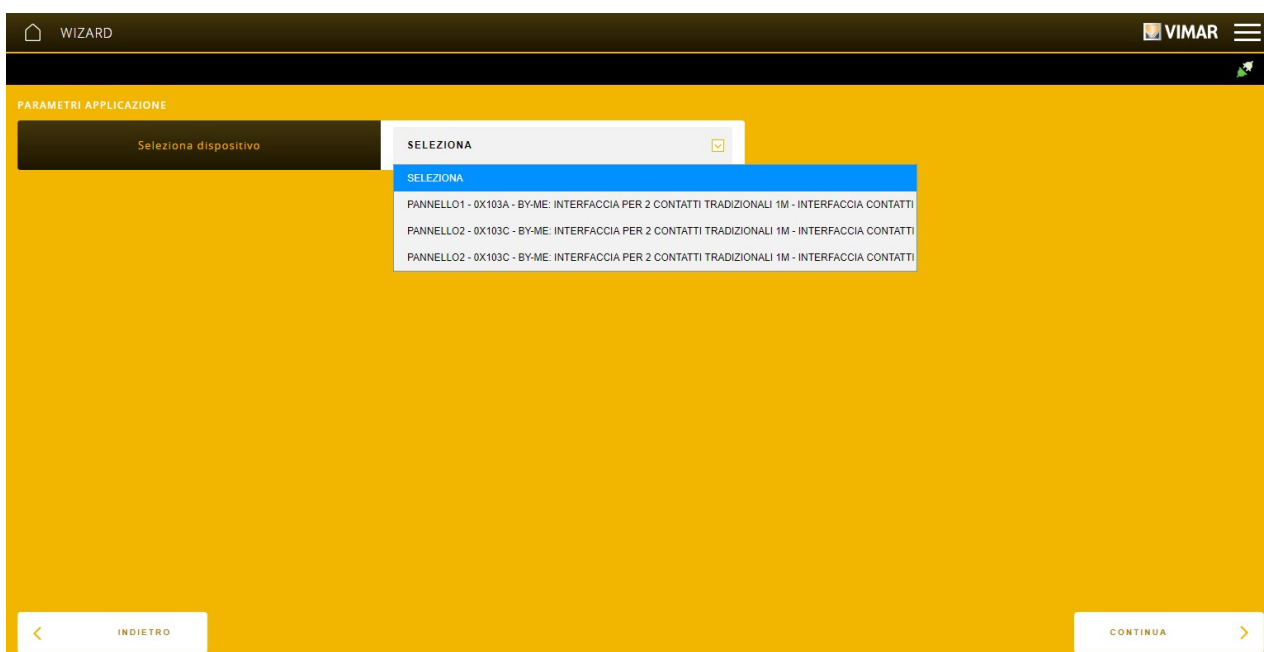 WIZARD
VIMAR
PARAMETRI APPLICAZIONE
Seleziona dispositivo
SELEZIONA
SELEZIONA
PANNELLO1 - 0X103A - BY-ME: INTERFACCIA PER 2 CONTATTI TRADIZIONALI 1M - INTERFACCIA CONTATTI
PANNELLO2 - 0X103C - BY-ME: INTERFACCIA PER 2 CONTATTI TRADIZIONALI 1M - INTERFACCIA CONTATTI
PANNELLO2 - 0X103C - BY-ME: INTERFACCIA PER 2 CONTATTI TRADIZIONALI 1M - INTERFACCIA CONTATTI
INDIETRO
CONTINUA